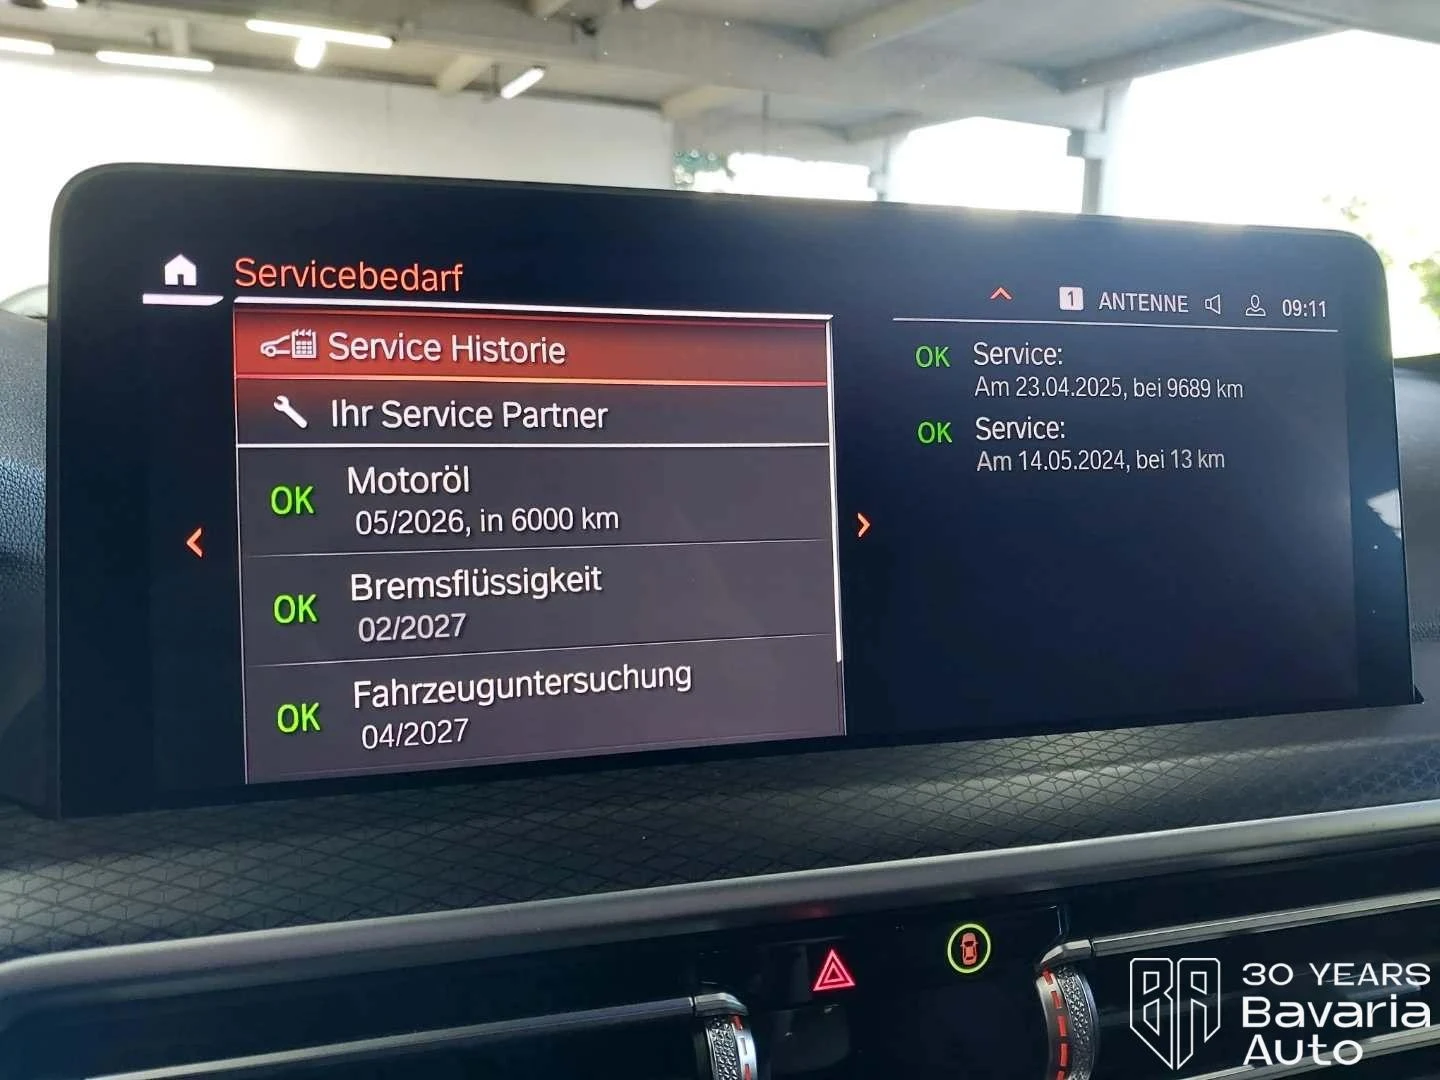 Servicebedarf
1 ANTENNE 09:11
Service Historie
Ihr Service Partner
OK Motoröl
05/2026, in 6000 km
OK Bremsflüssigkeit
02/2027
OK Fahrzeuguntersuchung
04/2027
OK Service:
Am 23.04.2025, bei 9689 km
OK Service:
Am 14.05.2024, bei 13 km
BA
30 YEARS
Bavaria
Auto